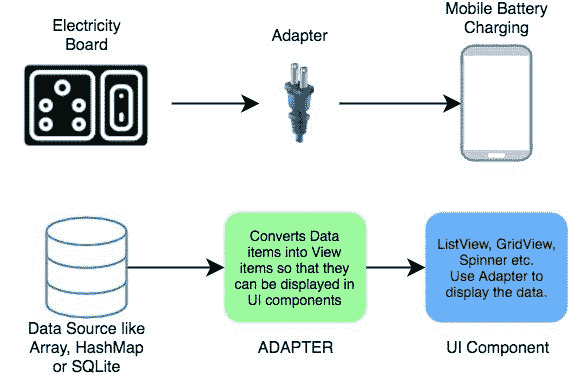 Electricity
Board
Adapter
Mobile Battery
Charging
Converts Data
items into View
items so that they
can be displayed in
UI components
ListView, GridView,
Spinner etc.
Use Adapter to
display the data.
Data Source like
Array, HashMap
or SQLite
ADAPTER
UI Component